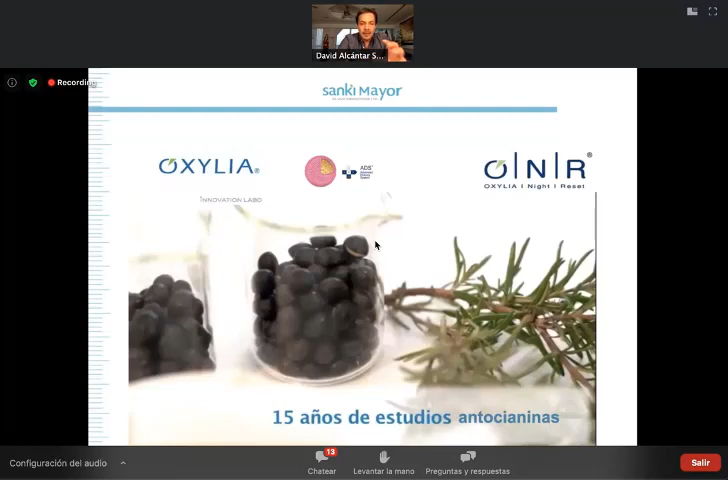 David Alcántar S...
Recording
sanki Mayor
OXYLIA®
ADS
O|N|R®
OXYLIA | Night | Reset
INNOVATION LABO
15 años de estudios antocianinas
Configuración del audio
13
Chatear
Levantar la mano
Preguntas y respuestas
Salir